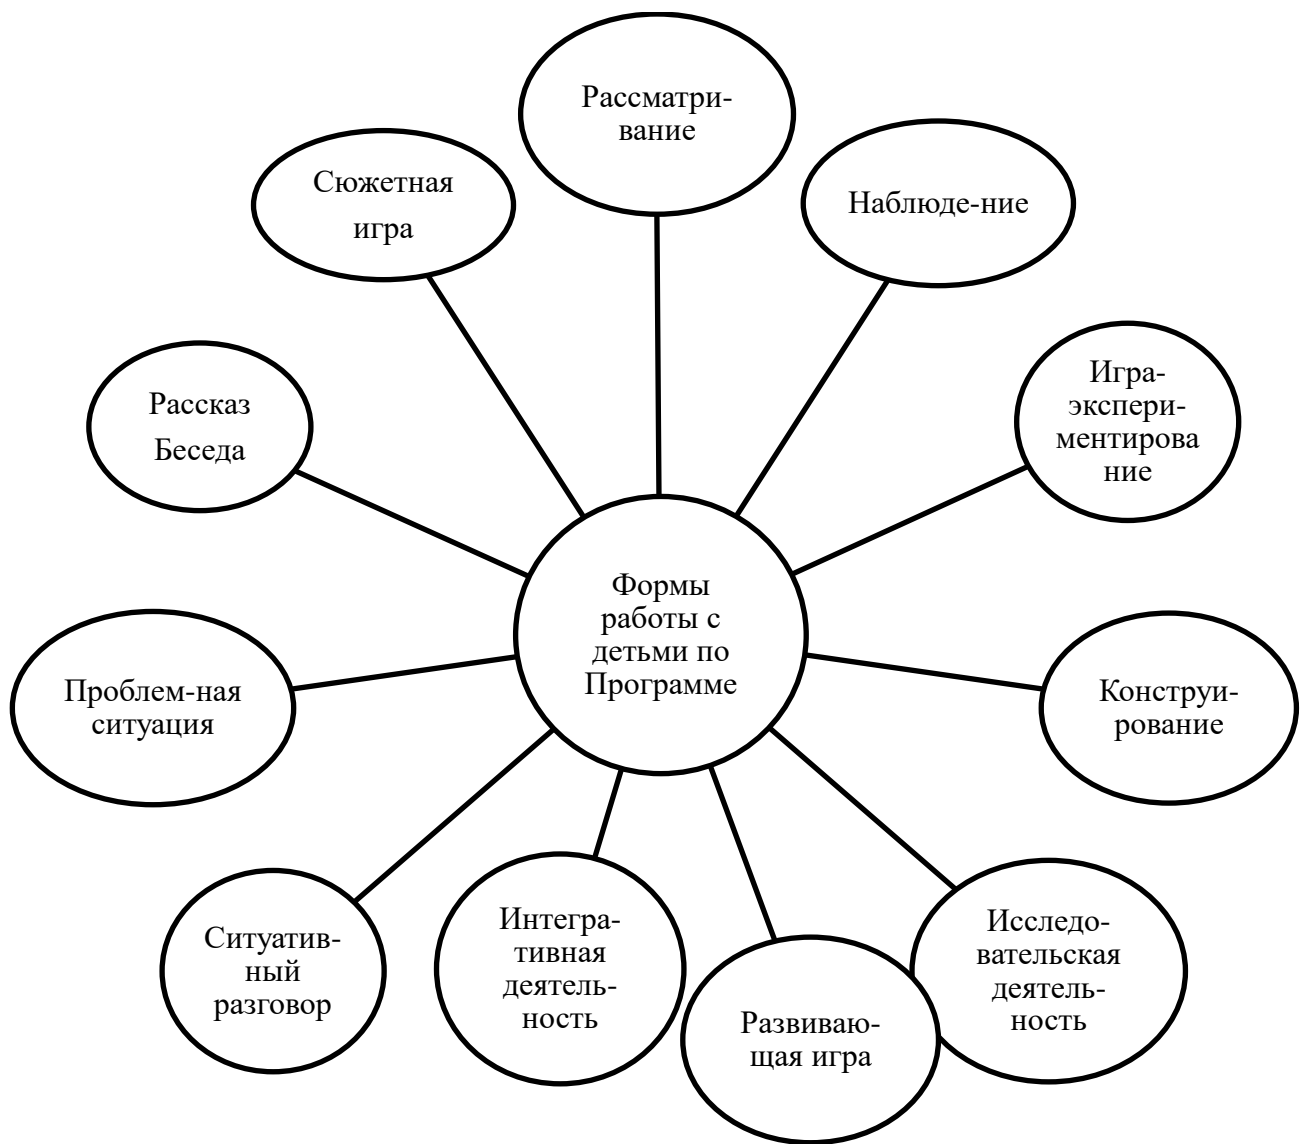 Рассматри-
вание
Сюжетная
игра
Наблюде-ние
Рассказ
Беседа
Игра-
экспери-
ментирова
ние
Формы
работы с
детьми по
Программе
Проблем-ная
ситуация
Конструи-
рование
Ситуатив-
ный
разговор
Интегра-
тивная
деятель-
ность
Развиваю-
щая игра
Исследо-
вательская
деятель-
ность